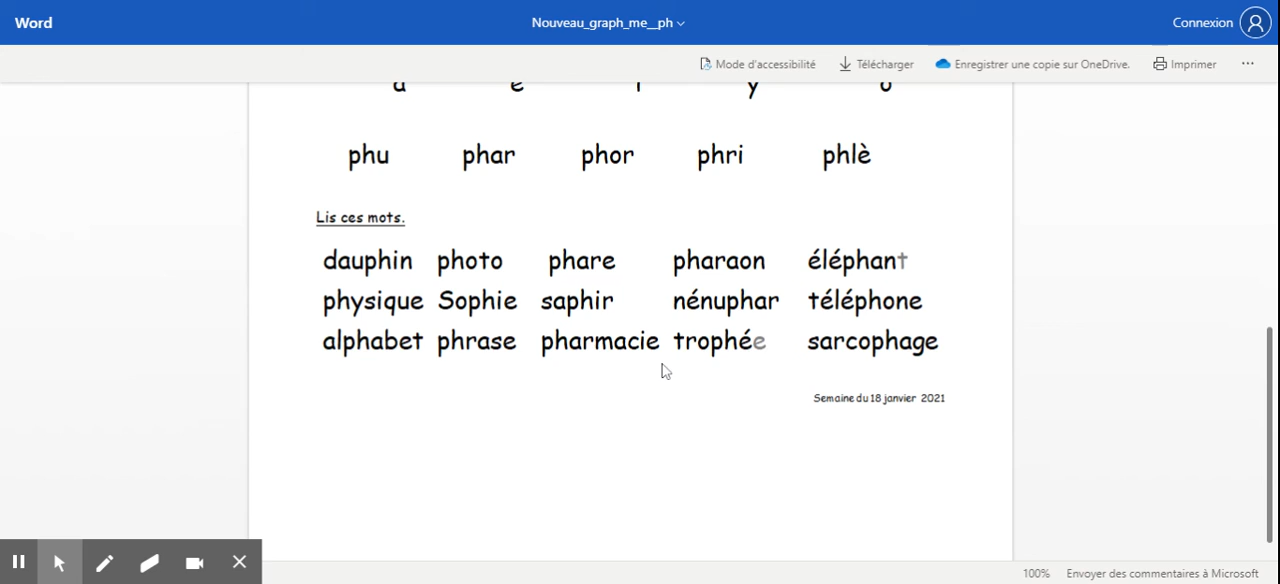 Word
Nouveau_graph_me__ph
Connexion
Mode d'accessibilité Télécharger Enregistrer une copie sur OneDrive. Imprimer ...
phu phar phor phri phlè
Lis ces mots.
dauphin photo phare pharaon éléphant
physique Sophie saphir nénuphar téléphone
alphabet phrase pharmacie trophée sarcophage
Semaine du 18 janvier 2021
100% Envoyer des commentaires à Microsoft